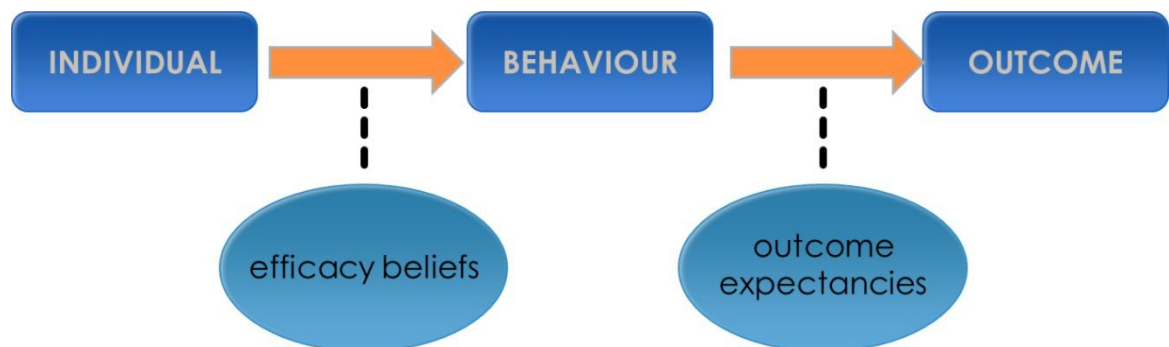 INDIVIDUAL
BEHAVIOUR
OUTCOME
efficacy beliefs
outcome
expectancies